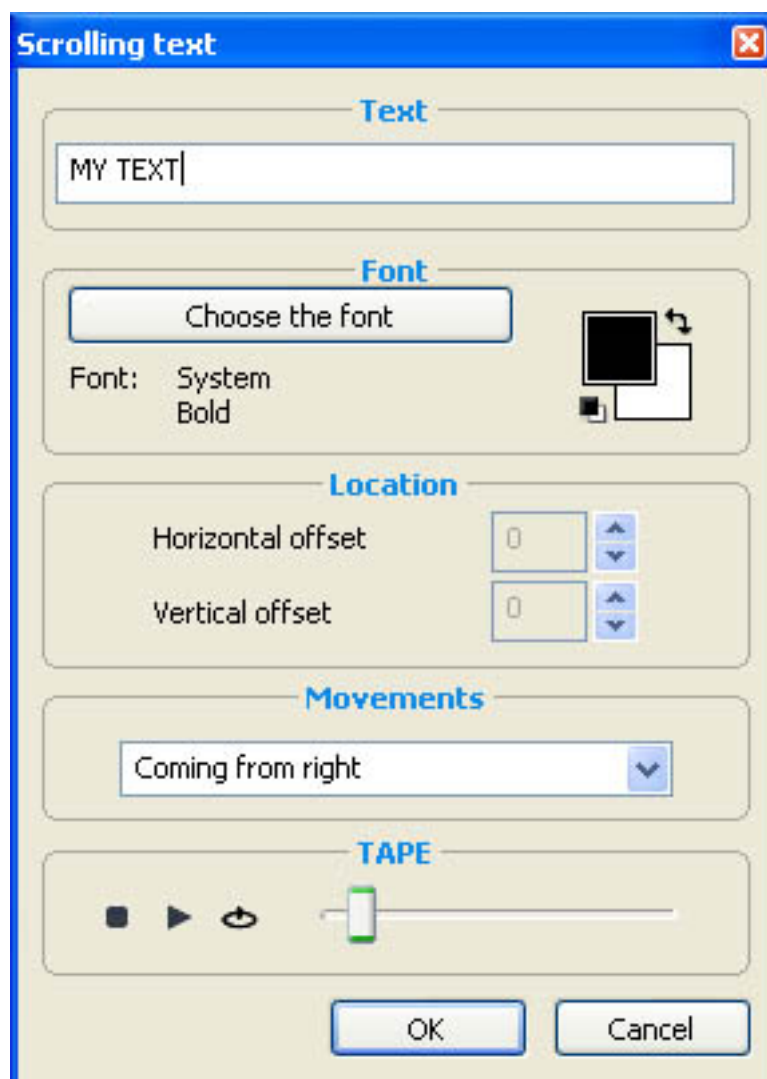 Scrolling text
Text
MY TEXT
Font
Choose the font
Font: System
Bold
Location
Horizontal offset 0
Vertical offset 0
Movements
Coming from right
TAPE
OK Cancel